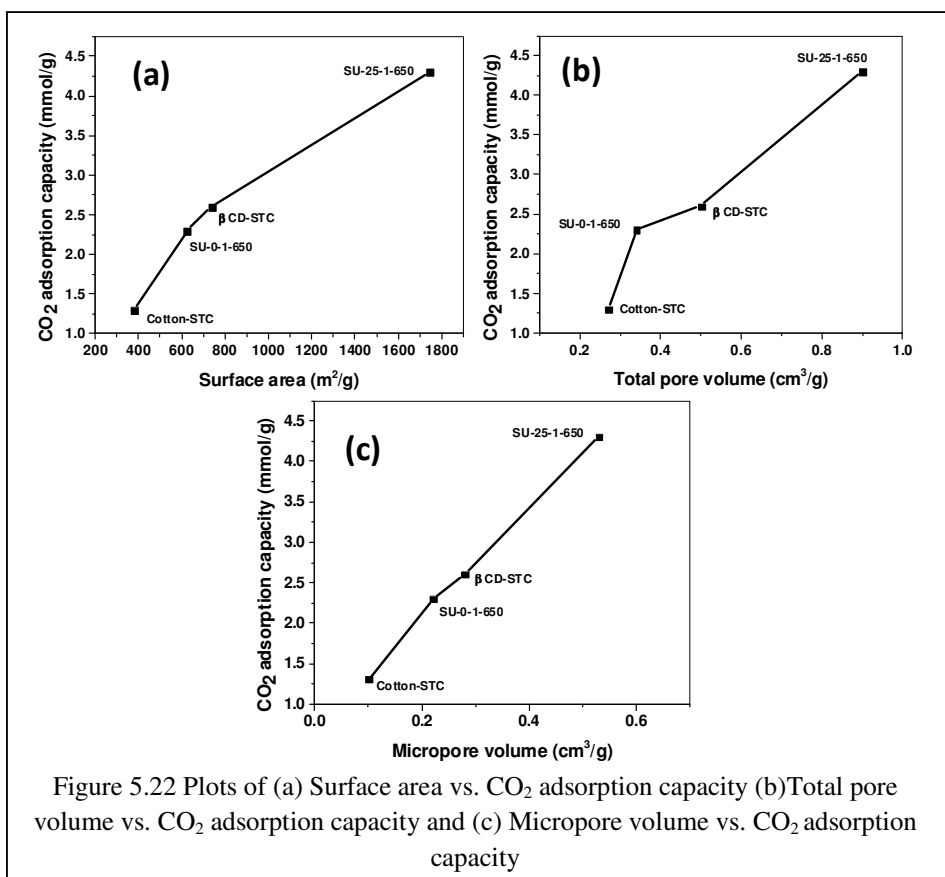 (a)
CO2 adsorption capacity (mmol/g)
4.5
4.0
3.5
3.0
2.5
2.0
1.5
1.0
SU-25-1-650
β CD-STC
SU-0-1-650
Cotton-STC
200 400 600 800 1000 1200 1400 1600 1800
Surface area (m²/g)
(b)
CO2 adsorption capacity (mmol/g)
4.5
4.0
3.5
3.0
2.5
2.0
1.5
1.0
SU-25-1-650
SU-0-1-650
β CD-STC
Cotton-STC
0.2 0.4 0.6 0.8 1.0
Total pore volume (cm³/g)
(c)
CO2 adsorption capacity (mmol/g)
4.5
4.0
3.5
3.0
2.5
2.0
1.5
1.0
SU-25-1-650
β CD-STC
SU-0-1-650
Cotton-STC
0.0 0.2 0.4 0.6
Micropore volume (cm³/g)
Figure 5.22 Plots of (a) Surface area vs. CO2 adsorption capacity (b)Total pore
volume vs. CO2 adsorption capacity and (c) Micropore volume vs. CO2 adsorption
capacity